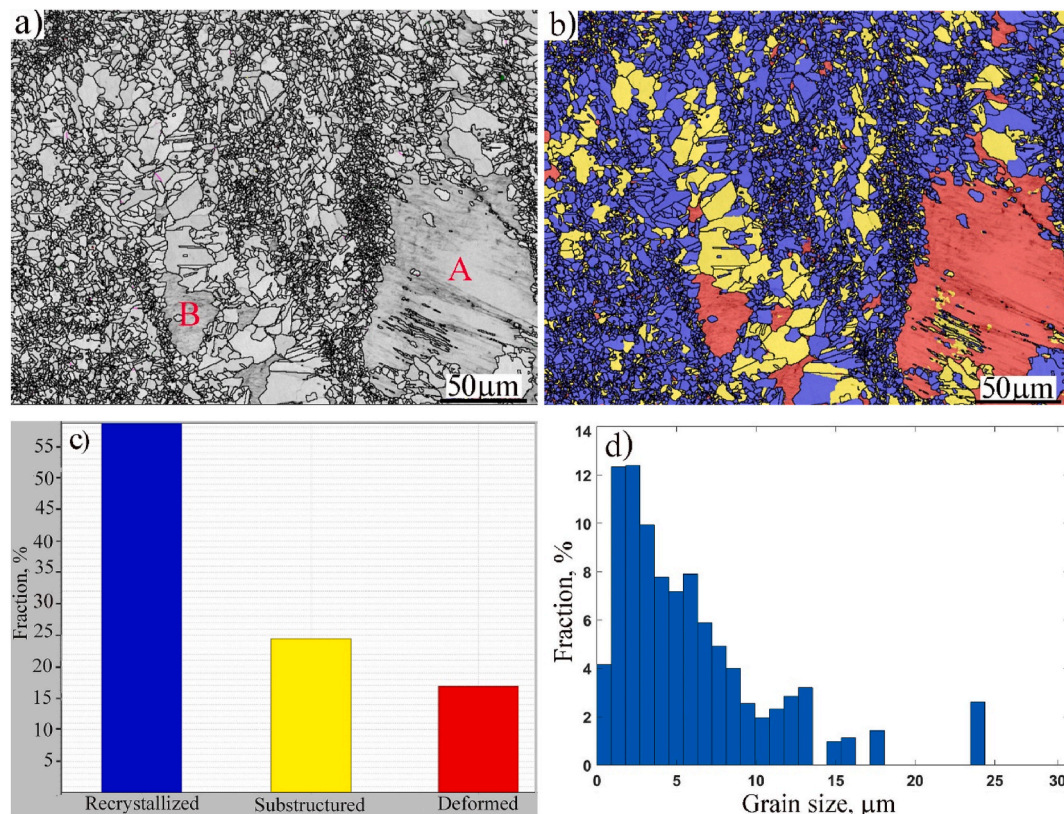 a)
A
B
50μm
b)
50μm
c)
Fraction, %
55
50
45
40
35
30
25
20
15
10
5
Recrystallized
Substructured
Deformed
d)
Fraction, %
14
12
10
8
6
4
2
0
0 5 10 15 20 25 30
Grain size, μm